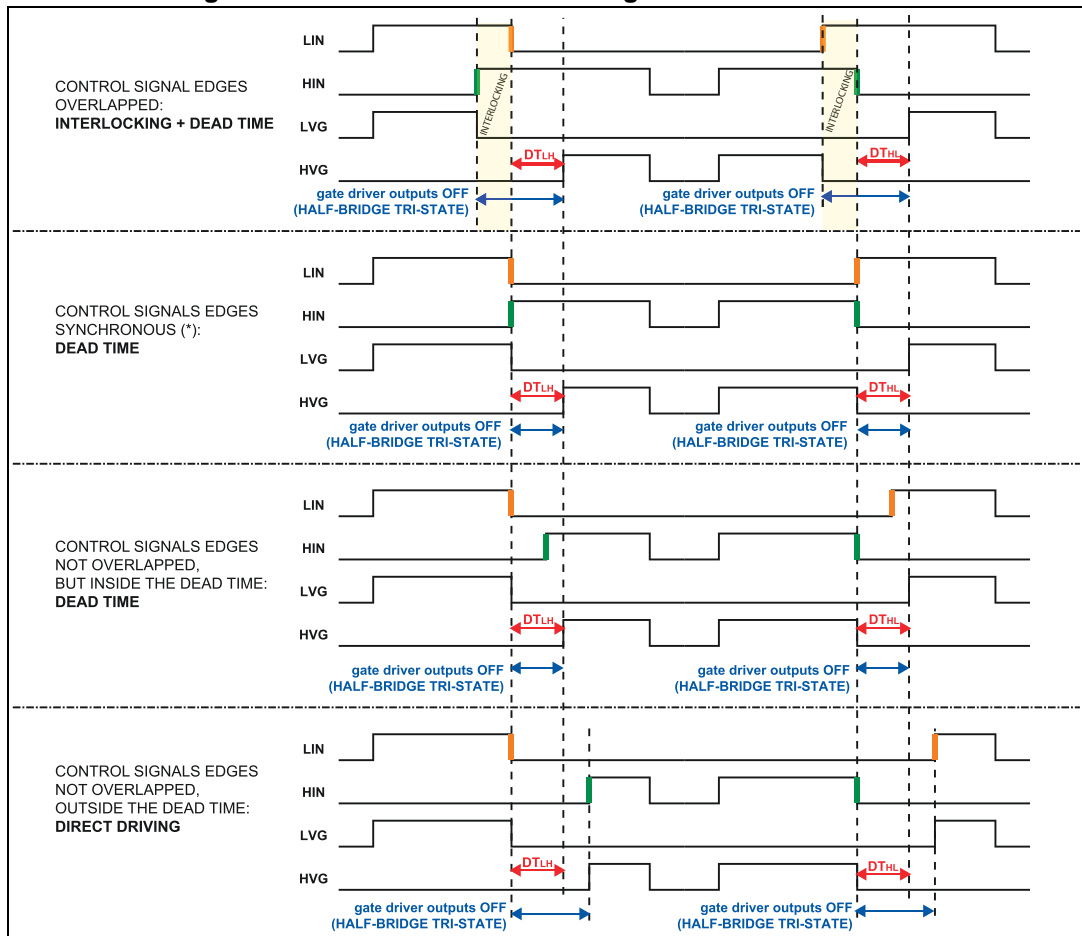 LIN
HIN
LVG
HVG
CONTROL SIGNAL EDGES
OVERLAPPED:
INTERLOCKING + DEAD TIME
INTERLOCKING
INTERLOCKING
DTLH
DTHL
gate driver outputs OFF
(HALF-BRIDGE TRI-STATE)
gate driver outputs OFF
(HALF-BRIDGE TRI-STATE)
LIN
HIN
LVG
HVG
CONTROL SIGNALS EDGES
SYNCHRONOUS (*):
DEAD TIME
DTLH
DTHL
gate driver outputs OFF
(HALF-BRIDGE TRI-STATE)
gate driver outputs OFF
(HALF-BRIDGE TRI-STATE)
LIN
HIN
LVG
HVG
CONTROL SIGNALS EDGES
NOT OVERLAPPED,
BUT INSIDE THE DEAD TIME:
DEAD TIME
DTLH
DTHL
gate driver outputs OFF
(HALF-BRIDGE TRI-STATE)
gate driver outputs OFF
(HALF-BRIDGE TRI-STATE)
LIN
HIN
LVG
HVG
CONTROL SIGNALS EDGES
NOT OVERLAPPED,
OUTSIDE THE DEAD TIME:
DIRECT DRIVING
DTLH
DTHL
gate driver outputs OFF
(HALF-BRIDGE TRI-STATE)
gate driver outputs OFF
(HALF-BRIDGE TRI-STATE)